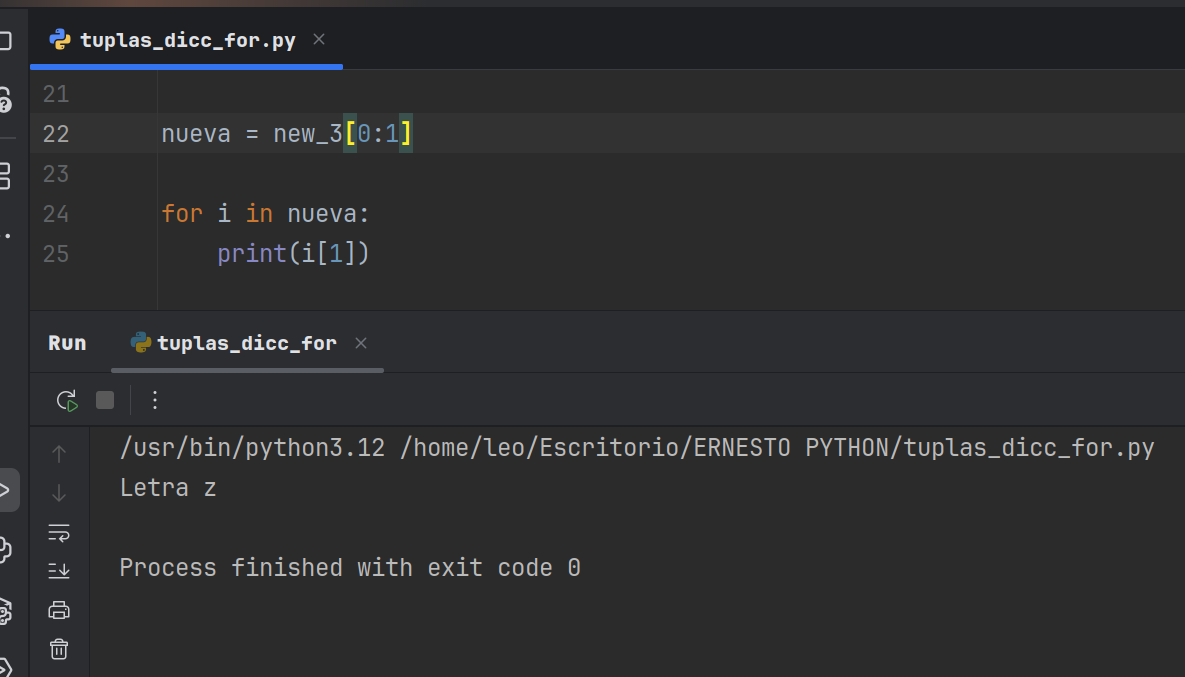 tuplas_dicc_for.py
21
22 nueva = new_3[0:1]
23
24 for i in nueva:
25     print(i[1])
Run tuplas_dicc_for
/usr/bin/python3.12 /home/leo/Escritorio/ERNESTO PYTHON/tuplas_dicc_for.py
Letra z
Process finished with exit code 0